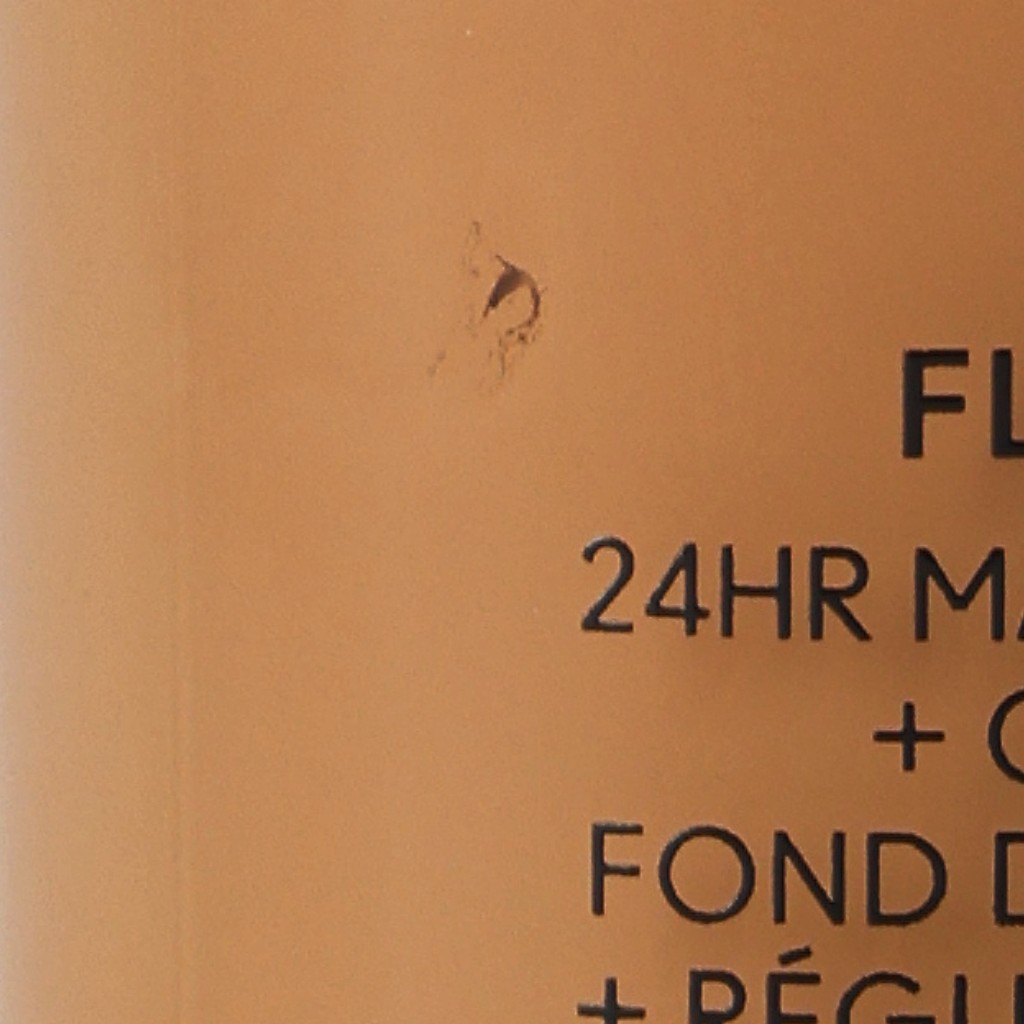 FL
24HR MA
+ C
FOND D
+ RÉGU